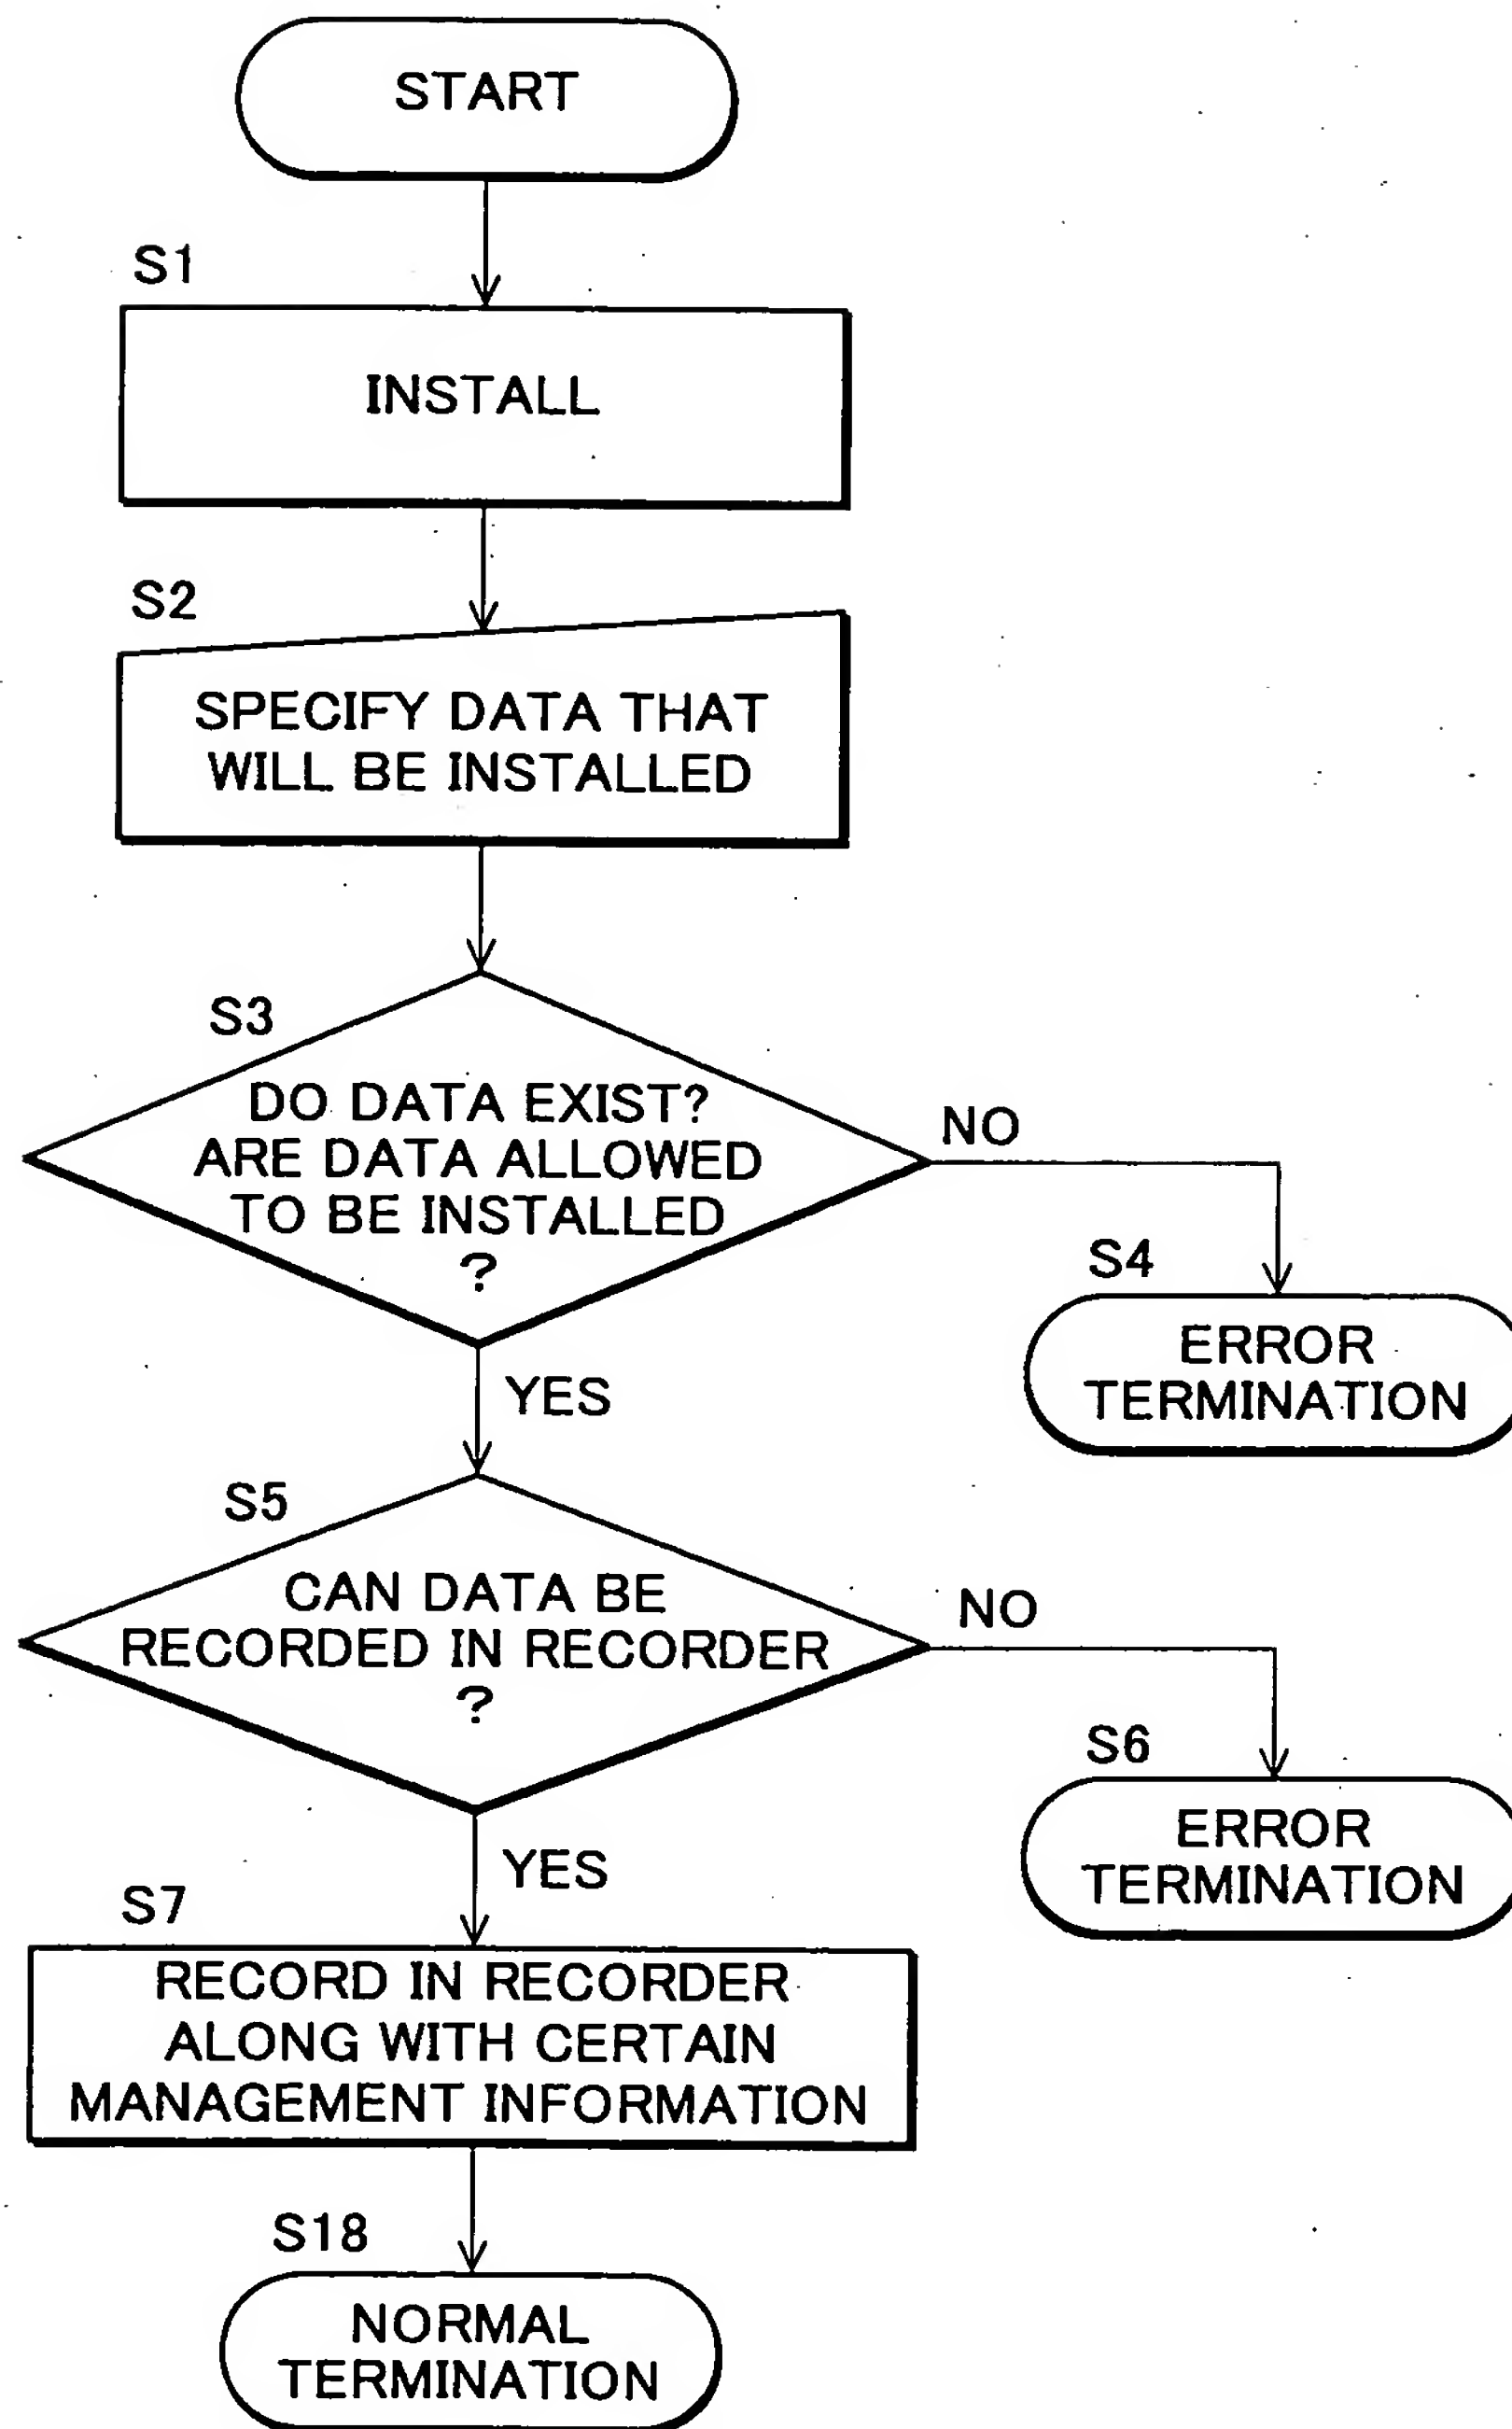 START
S1
INSTALL
S2
SPECIFY DATA THAT
WILL BE INSTALLED
S3
DO DATA EXIST?
ARE DATA ALLOWED
TO BE INSTALLED
?
NO
S4
ERROR
TERMINATION
YES
S5
CAN DATA BE
RECORDED IN RECORDER
?
NO
S6
ERROR
TERMINATION
YES
S7
RECORD IN RECORDER
ALONG WITH CERTAIN
MANAGEMENT INFORMATION
S18
NORMAL
TERMINATION